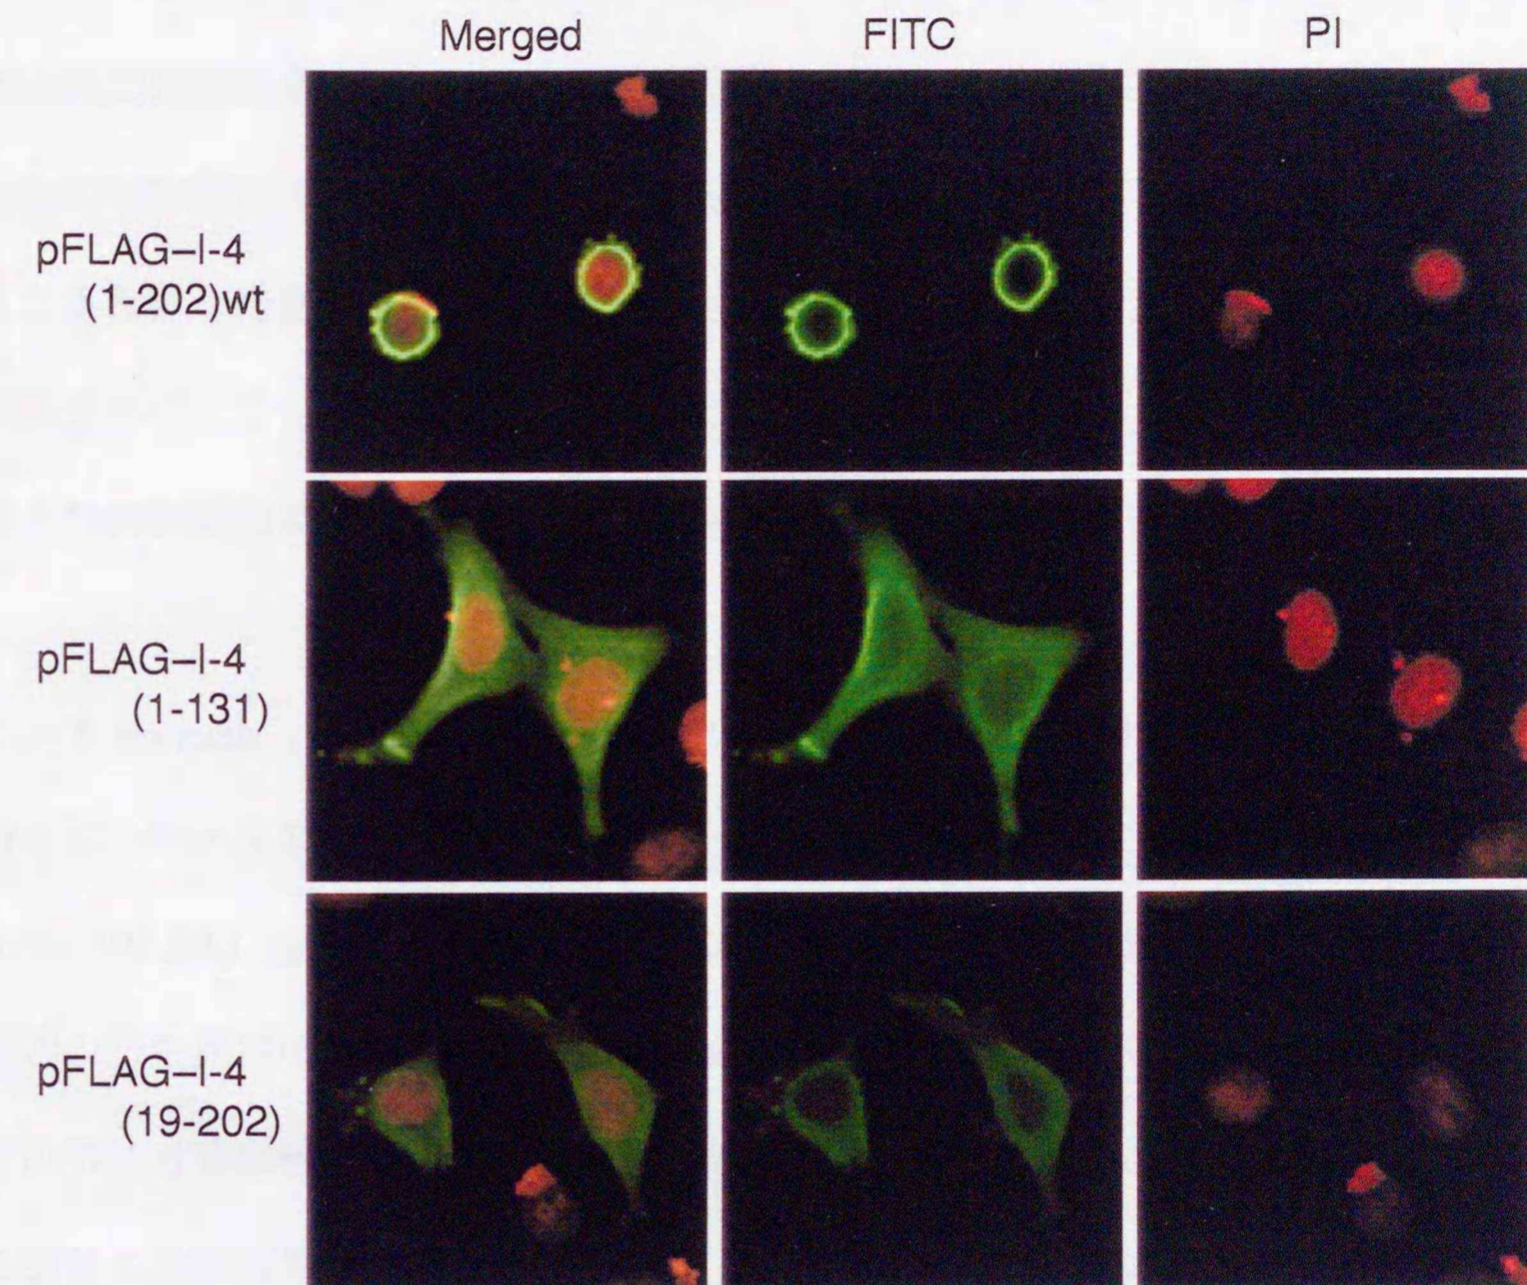 Merged FITC PI
pFLAG–I-4
(1-202)wt
pFLAG–I-4
(1-131)
pFLAG–I-4
(19-202)